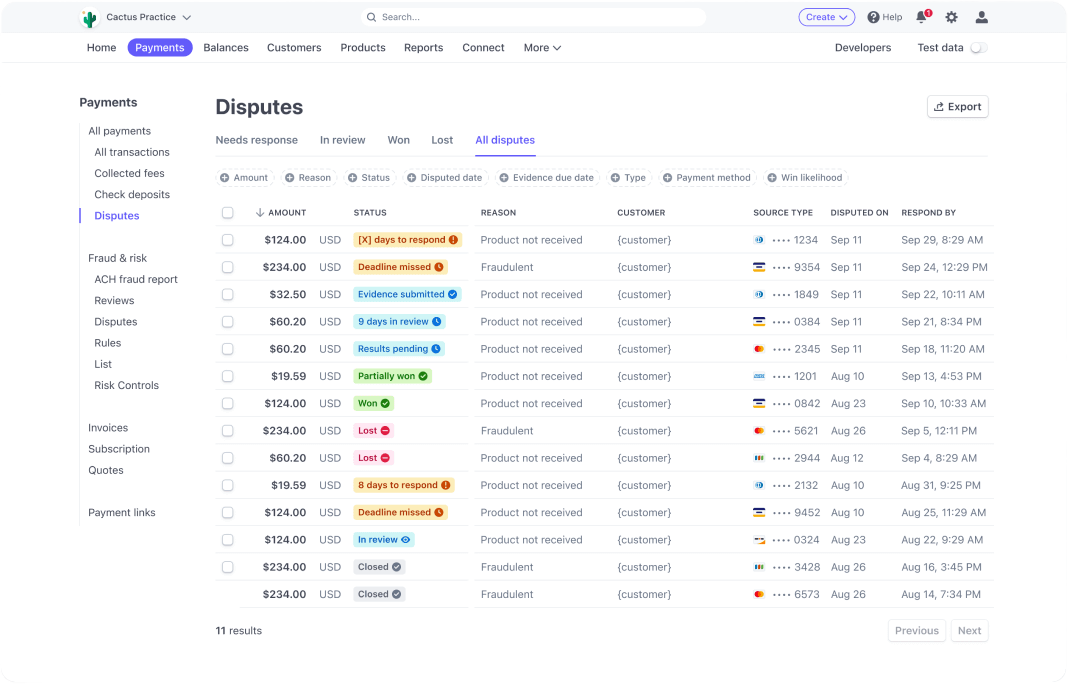 Cactus Practice
Search...
Create
Help
1
Home Payments Balances Customers Products Reports Connect More
Developers Test data
Payments
All payments
All transactions
Collected fees
Check deposits
Disputes
Fraud & risk
ACH fraud report
Reviews
Disputes
Rules
List
Risk Controls
Invoices
Subscription
Quotes
Payment links
Disputes
Export
Needs response In review Won Lost All disputes
Amount Reason Status Disputed date Evidence due date Type Payment method Win likelihood
AMOUNT STATUS REASON CUSTOMER SOURCE TYPE DISPUTED ON RESPOND BY
$124.00 USD [X] days to respond Product not received {customer} •••• 1234 Sep 11 Sep 29, 8:29 AM
$234.00 USD Deadline missed Fraudulent {customer} •••• 9354 Sep 11 Sep 24, 12:29 PM
$32.50 USD Evidence submitted Product not received {customer} •••• 1849 Sep 11 Sep 22, 10:11 AM
$60.20 USD 9 days in review Product not received {customer} •••• 0384 Sep 11 Sep 21, 8:34 PM
$60.20 USD Results pending Product not received {customer} •••• 2345 Sep 11 Sep 18, 11:20 AM
$19.59 USD Partially won Product not received {customer} •••• 1201 Aug 10 Sep 13, 4:53 PM
$124.00 USD Won Product not received {customer} •••• 0842 Aug 23 Sep 10, 10:33 AM
$234.00 USD Lost Fraudulent {customer} •••• 5621 Aug 26 Sep 5, 12:11 PM
$60.20 USD Lost Product not received {customer} •••• 2944 Aug 12 Sep 4, 8:29 AM
$19.59 USD 8 days to respond Product not received {customer} •••• 2132 Aug 10 Aug 31, 9:25 PM
$124.00 USD Deadline missed Product not received {customer} •••• 9452 Aug 10 Aug 25, 11:29 AM
$124.00 USD In review Product not received {customer} •••• 0324 Aug 23 Aug 22, 9:29 AM
$234.00 USD Closed Fraudulent {customer} •••• 3428 Aug 26 Aug 16, 3:45 PM
$234.00 USD Closed Fraudulent {customer} •••• 6573 Aug 26 Aug 14, 7:34 PM
11 results
Previous Next